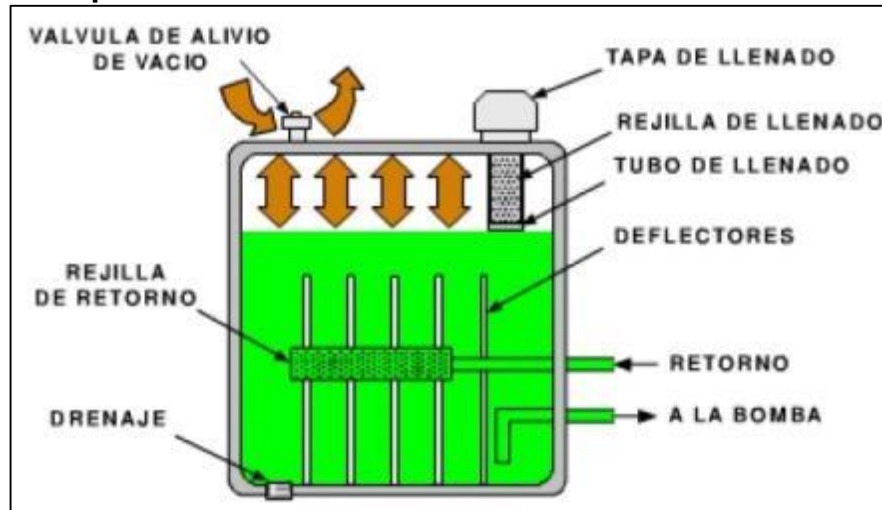 VALVULA DE ALIVIO
DE VACIO
TAPA DE LLENADO
REJILLA DE LLENADO
TUBO DE LLENADO
DEFLECTORES
REJILLA
DE RETORNO
RETORNO
A LA BOMBA
DRENAJE